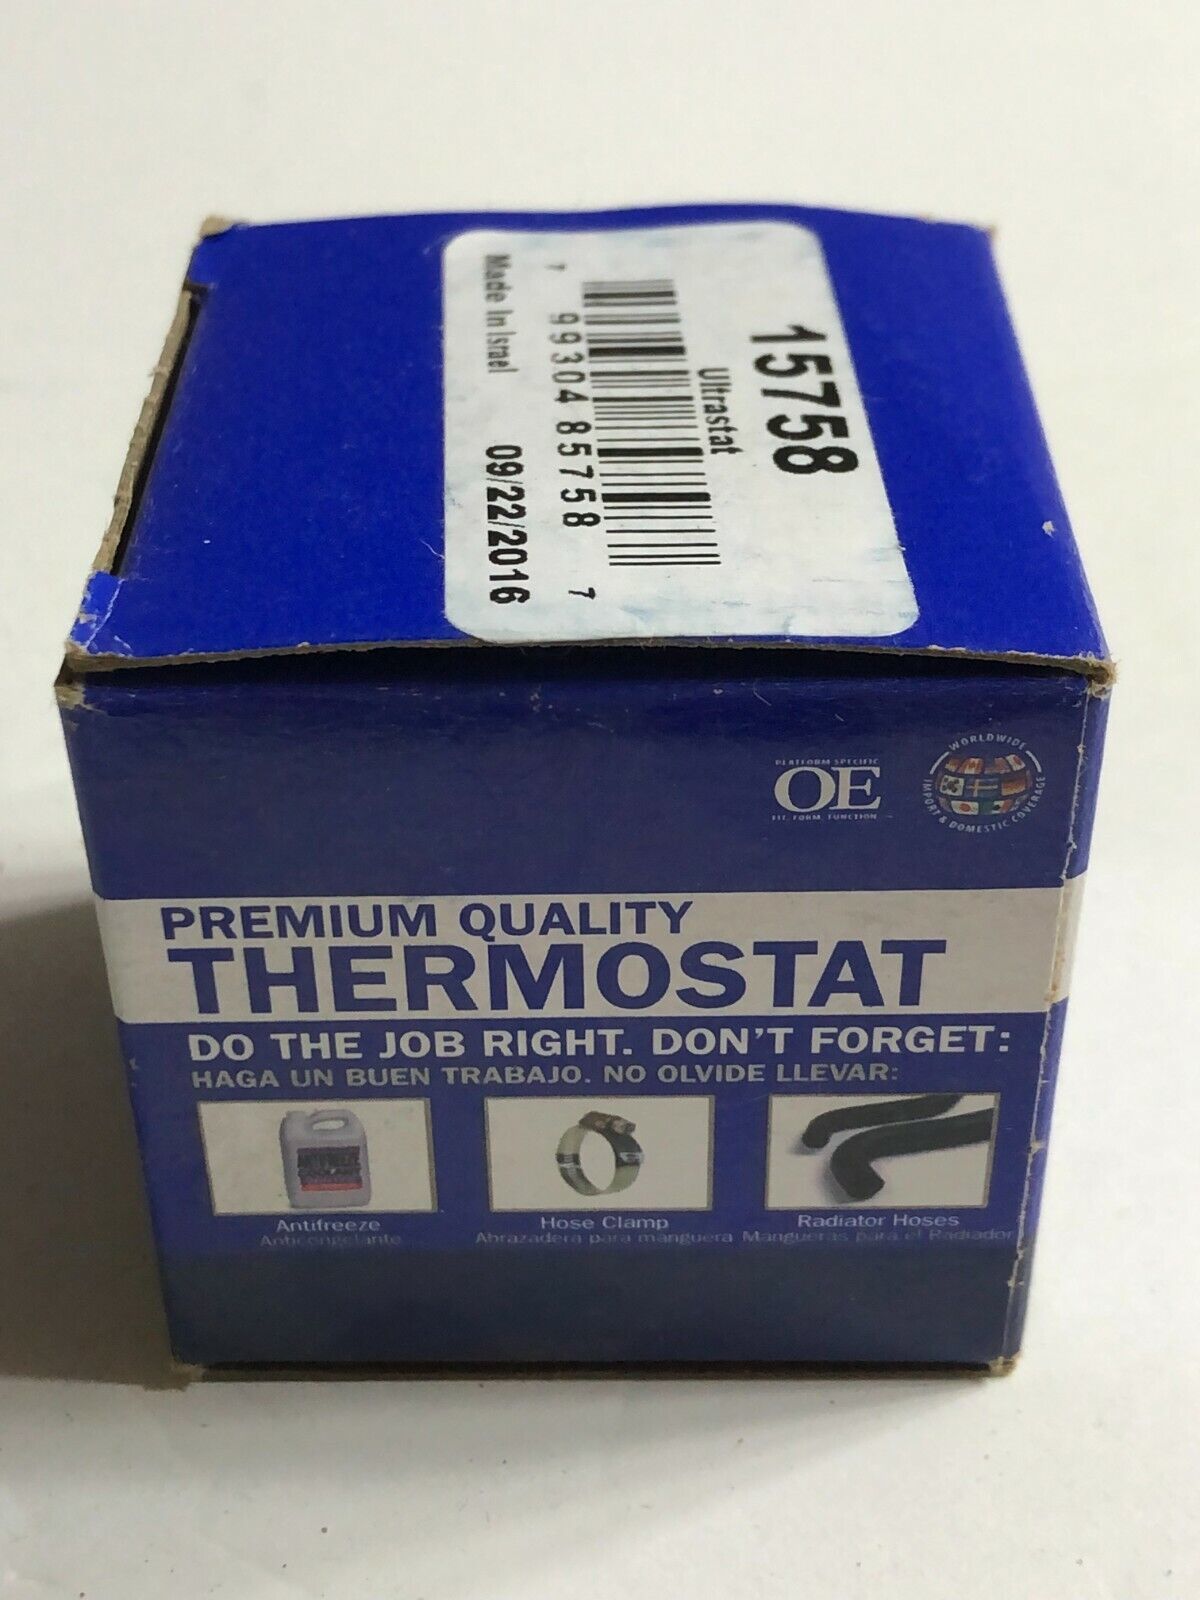 15758
Ultrastat
7 99304 85758 7
Made In Israel 09/22/2016
PLATFORM SPECIFIC
OE
FIT. FORM. FUNCTION
WORLDWIDE
IMPORT & DOMESTIC COVERAGE
PREMIUM QUALITY
THERMOSTAT
DO THE JOB RIGHT. DON'T FORGET:
HAGA UN BUEN TRABAJO. NO OLVIDE LLEVAR:
ANTIFREEZE
COOLANT
Antifreeze Hose Clamp Radiator Hoses
Anticongelante Abrazadera para manguera Mangueras para el Radiador